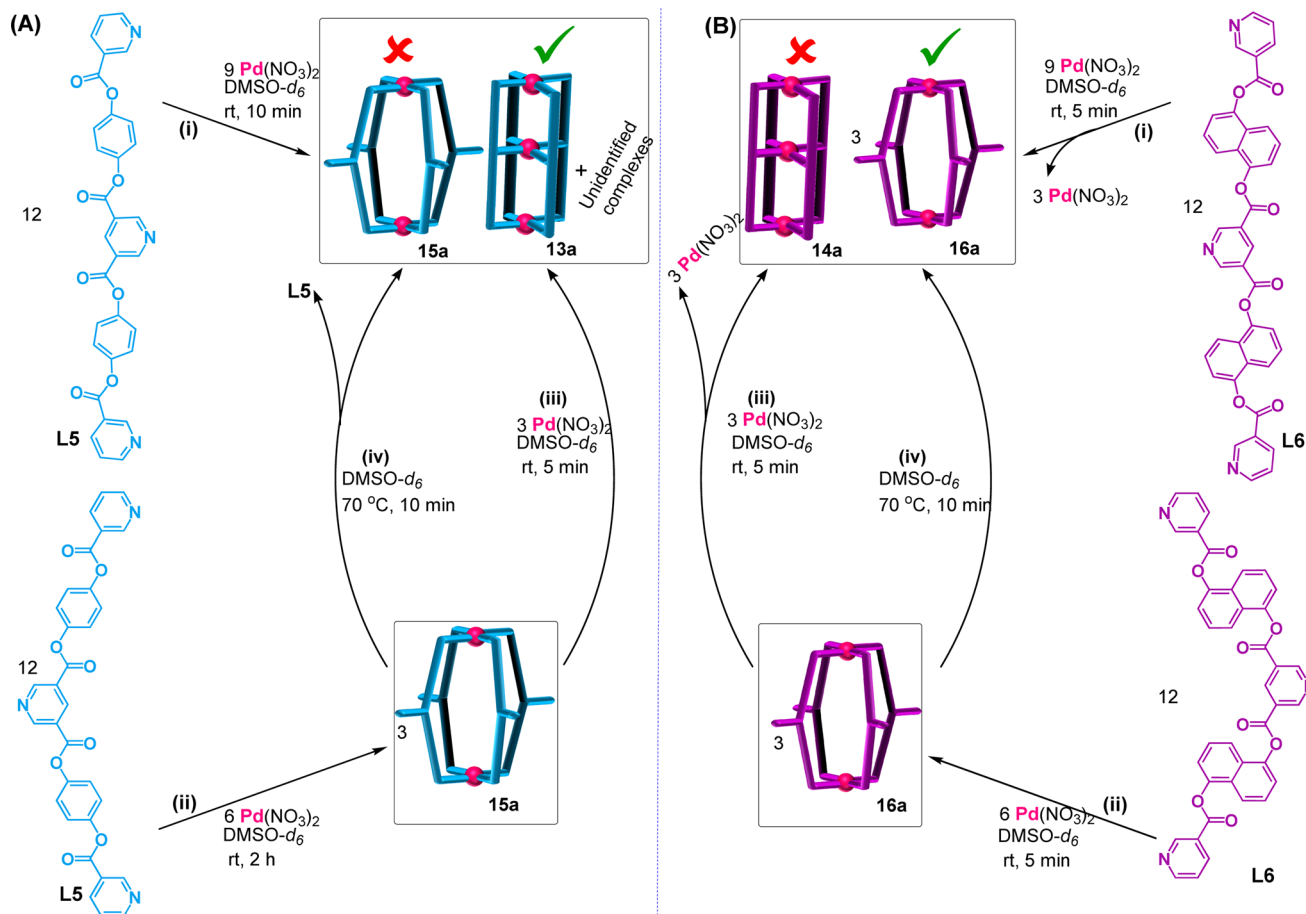 (A)
9 Pd(NO3)2
DMSO-d6
rt, 10 min
(i)
12
L5
15a
13a
+
Unidentified
complexes
L5
(iii)
3 Pd(NO3)2
DMSO-d6
rt, 5 min
(iv)
DMSO-d6
70 oC, 10 min
12
L5
(ii)
6 Pd(NO3)2
DMSO-d6
rt, 2 h
3
15a
(B)
9 Pd(NO3)2
DMSO-d6
rt, 5 min
(i)
3 Pd(NO3)2
12
L6
14a
3
16a
3 Pd(NO3)2
(iii)
3 Pd(NO3)2
DMSO-d6
rt, 5 min
(iv)
DMSO-d6
70 oC, 10 min
3
16a
6 Pd(NO3)2
DMSO-d6
rt, 5 min
(ii)
12
L6
N
O
O
O
O
N
O
O
O
O
N
N
O
O
O
O
N
O
O
O
O
N
N
O
O
O
O
N
O
O
O
O
N
N
O
O
O
O
N
O
O
O
O
N